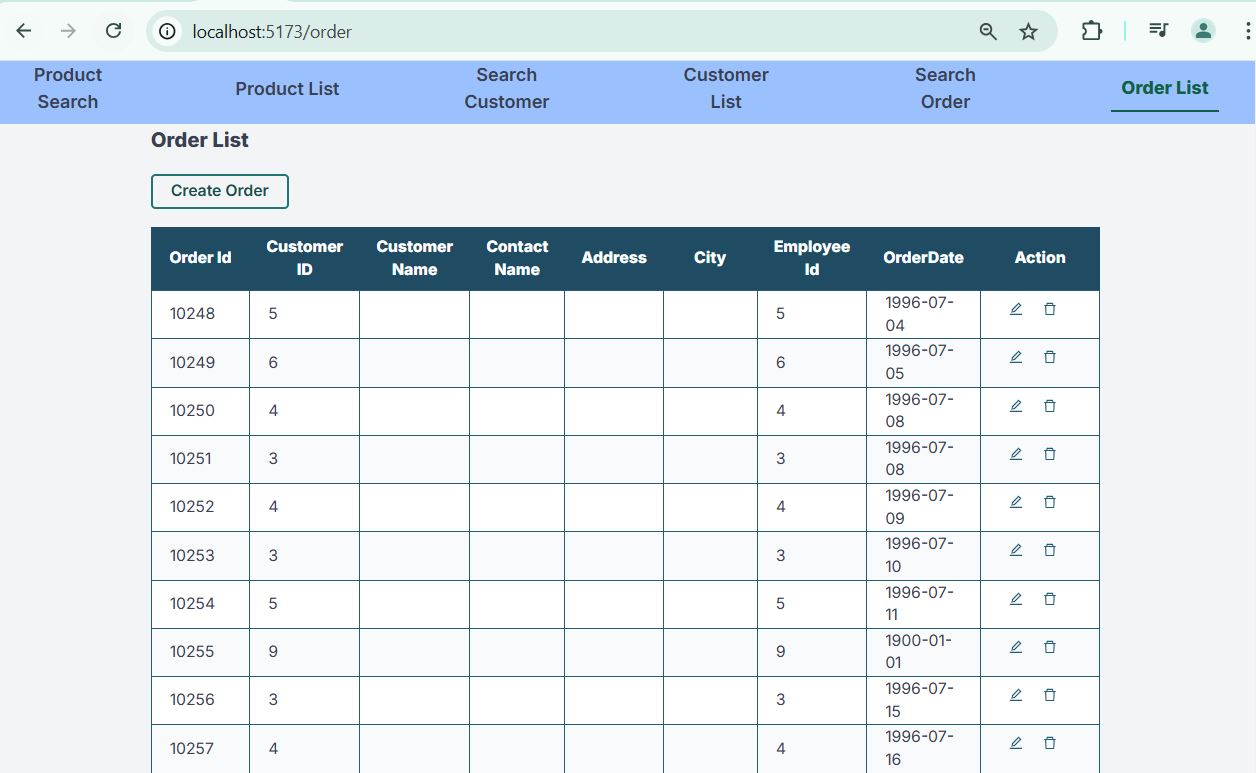 localhost:5173/order
Product Search
Product List
Search Customer
Customer List
Search Order
Order List
Order List
Create Order
Order Id Customer ID Customer Name Contact Name Address City Employee Id OrderDate Action
10248 5 5 1996-07-04
10249 6 6 1996-07-05
10250 4 4 1996-07-08
10251 3 3 1996-07-08
10252 4 4 1996-07-09
10253 3 3 1996-07-10
10254 5 5 1996-07-11
10255 9 9 1900-01-01
10256 3 3 1996-07-15
10257 4 4 1996-07-16